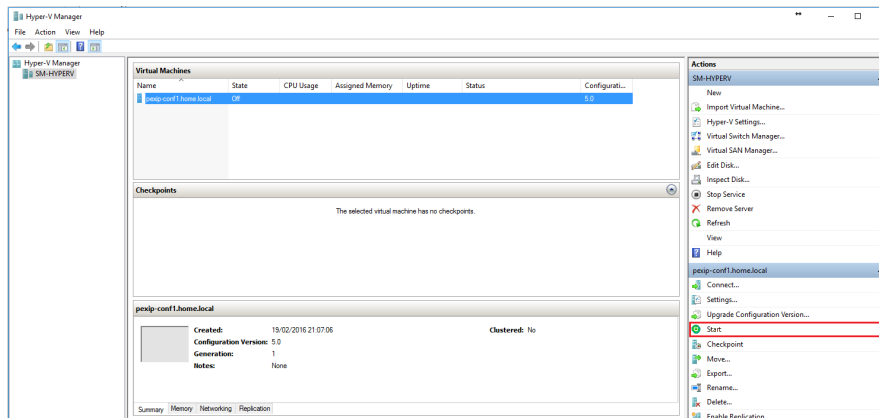 Hyper-V Manager
File Action View Help
Hyper-V Manager
SM-HYPERV
Virtual Machines
Name State CPU Usage Assigned Memory Uptime Status Configurati...
pexip-conf1.home.local Off 5.0
Checkpoints
The selected virtual machine has no checkpoints.
pexip-conf1.home.local
Created: 19/02/2016 21:07:06 Clustered: No
Configuration Version: 5.0
Generation: 1
Notes: None
Summary Memory Networking Replication
Actions
SM-HYPERV
New
Import Virtual Machine...
Hyper-V Settings...
Virtual Switch Manager...
Virtual SAN Manager...
Edit Disk...
Inspect Disk...
Stop Service
Remove Server
Refresh
View
Help
pexip-conf1.home.local
Connect...
Settings...
Upgrade Configuration Version...
Start
Checkpoint
Move...
Export...
Rename...
Delete...
Enable Replication